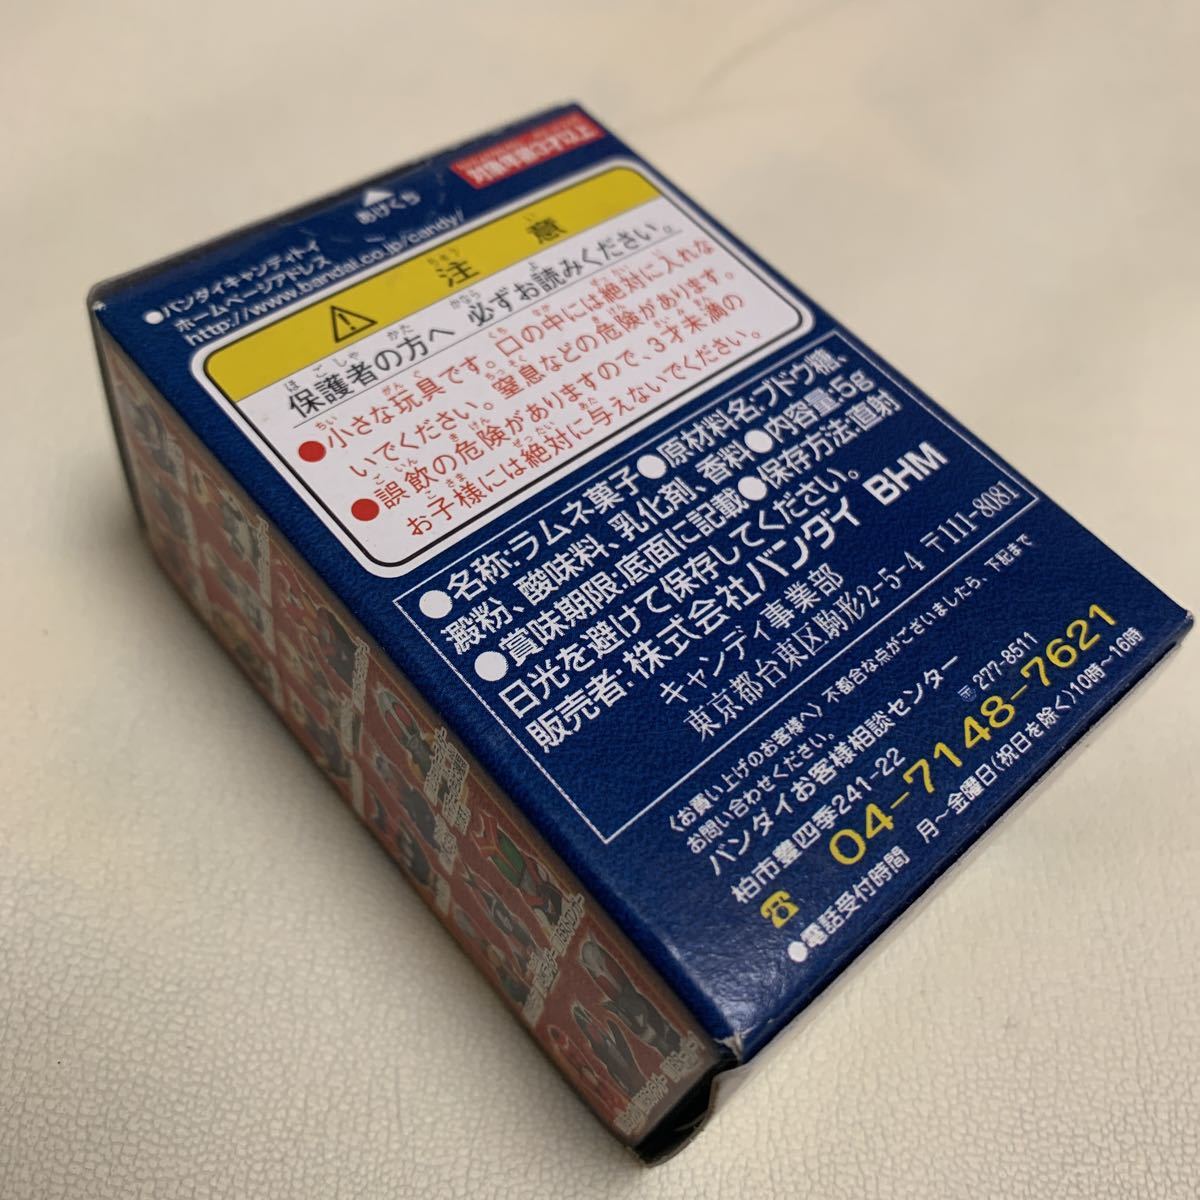 対象年齢3才以上
あけくち
●バンダイキャンディトイ
ホームページアドレス
http://www.bandai.co.jp/candy/
注意
保護者の方へ 必ずお読みください。
●小さな玩具です。口の中には絶対に入れな
いでください。窒息などの危険があります。
●誤飲の危険がありますので、3才未満の
お子様には絶対に与えないでください。
●名称:ラムネ菓子●原材料名:ブドウ糖、
澱粉、酸味料、乳化剤、香料●内容量:5g
●賞味期限:底面に記載●保存方法:直射
日光を避けて保存してください。
販売者:株式会社バンダイ BHM
キャンディ事業部
東京都台東区駒形2-5-4 〒111-8081
〈お買い上げのお客様へ〉不都合な点がございましたら、下記まで
お問い合わせください。
バンダイお客様相談センター
柏市豊四季241-22 〒277-8511
☎04-7148-7621
●電話受付時間 月〜金曜日(祝日を除く)10時〜16時